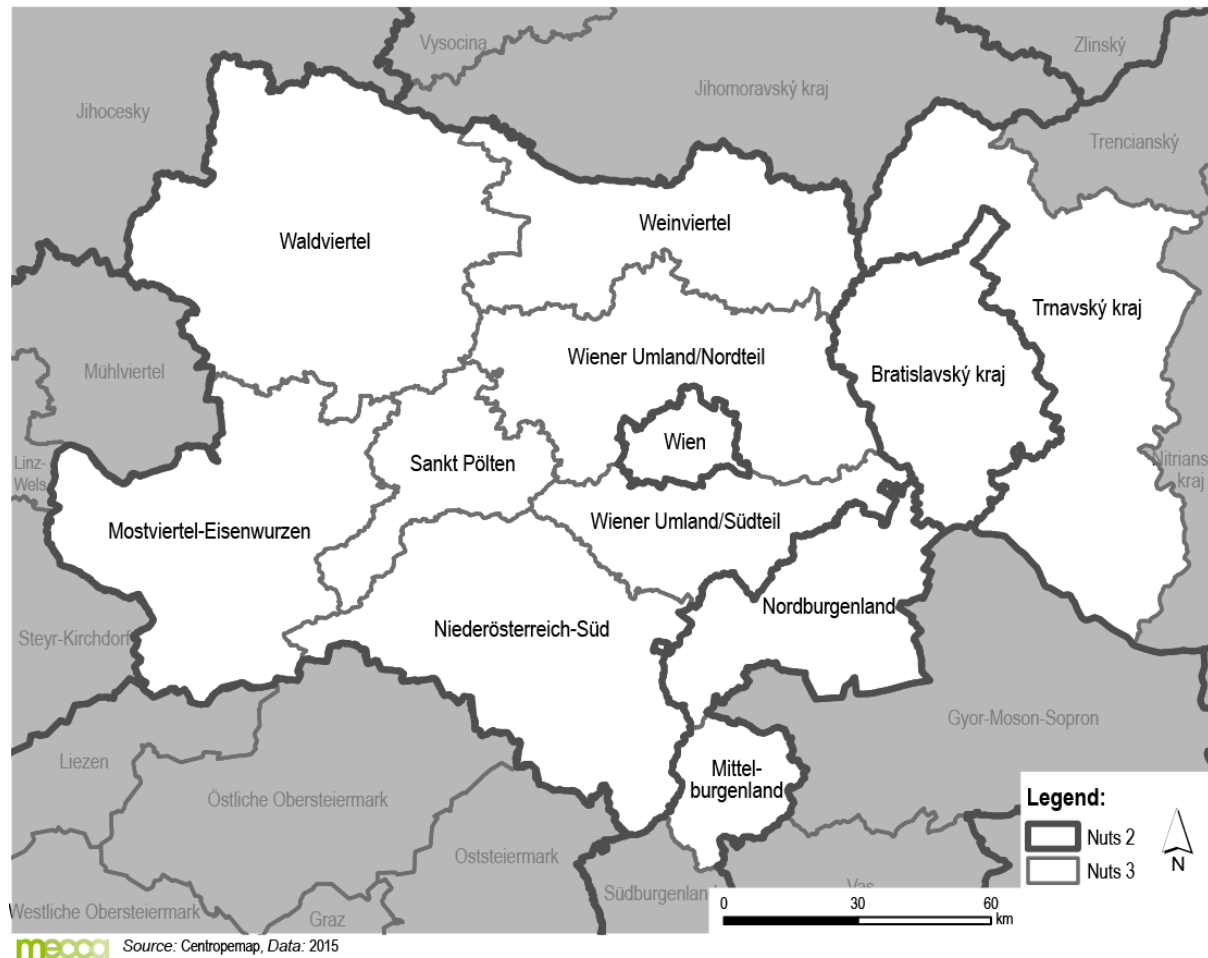 Vysocina
Zlinský
Jihocesky
Jihomoravský kraj
Trencianský
Weinviertel
Waldviertel
Trnavský kraj
Wiener Umland/Nordteil
Mühlviertel
Bratislavský kraj
Wien
Linz-
Wels
Sankt Pölten
kraj
Mostviertel-Eisenwurzen
Wiener Umland/Südteil
Nordburgenland
Steyr-Kirchdorf
Niederösterreich-Süd
Gyor-Moson-Sopron
Liezen
Mittel-
burgenland
Östliche Obersteiermark
Legend:
Nuts 2
Nuts 3
N
Oststeiermark
Südburgenland
Vas
Westliche Obersteiermark
Graz
0 30 60
km
mecca Source: Centropemap, Data: 2015